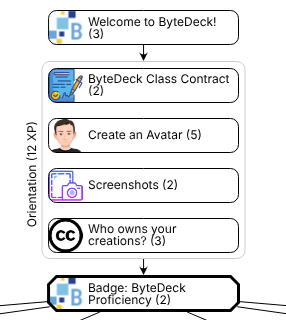 Welcome to ByteDeck!
(3)
Orientation (12 XP)
ByteDeck Class Contract
(2)
Create an Avatar (5)
Screenshots (2)
CC
Who owns your
creations? (3)
Badge: ByteDeck
Proficiency (2)